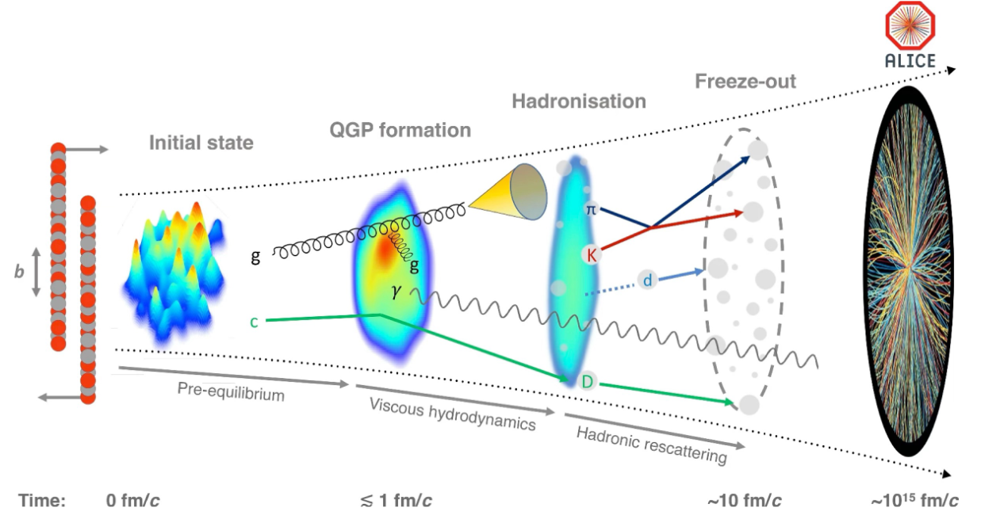 ALICE
Freeze-out
Hadronisation
QGP formation
Initial state
b
g
g
γ
c
π
K
d
D
Pre-equilibrium
Viscous hydrodynamics
Hadronic rescattering
Time: 0 fm/c ≲ 1 fm/c ~10 fm/c ~10¹⁵ fm/c